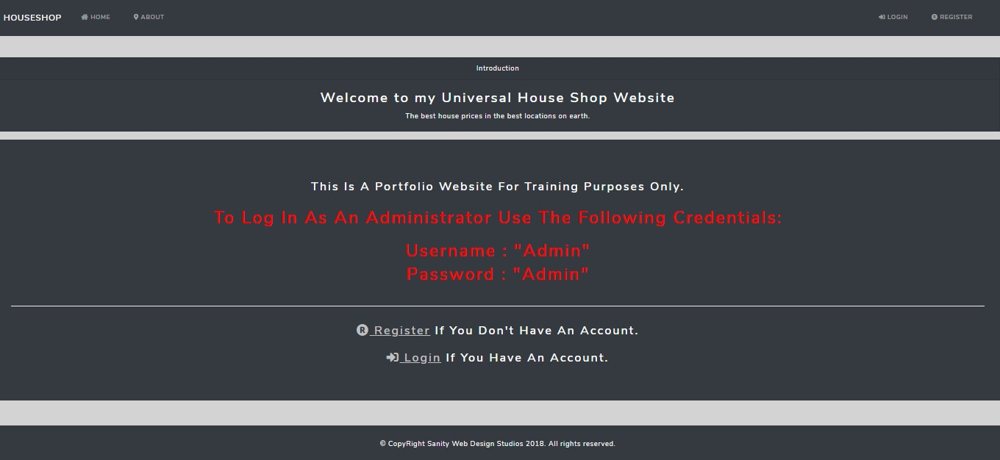 HOUSESHOP HOME ABOUT LOGIN REGISTER
Introduction
Welcome to my Universal House Shop Website
The best house prices in the best locations on earth.
This Is A Portfolio Website For Training Purposes Only.
To Log In As An Administrator Use The Following Credentials:
Username : "Admin"
Password : "Admin"
Register If You Don't Have An Account.
Login If You Have An Account.
© CopyRight Sanity Web Design Studios 2018. All rights reserved.